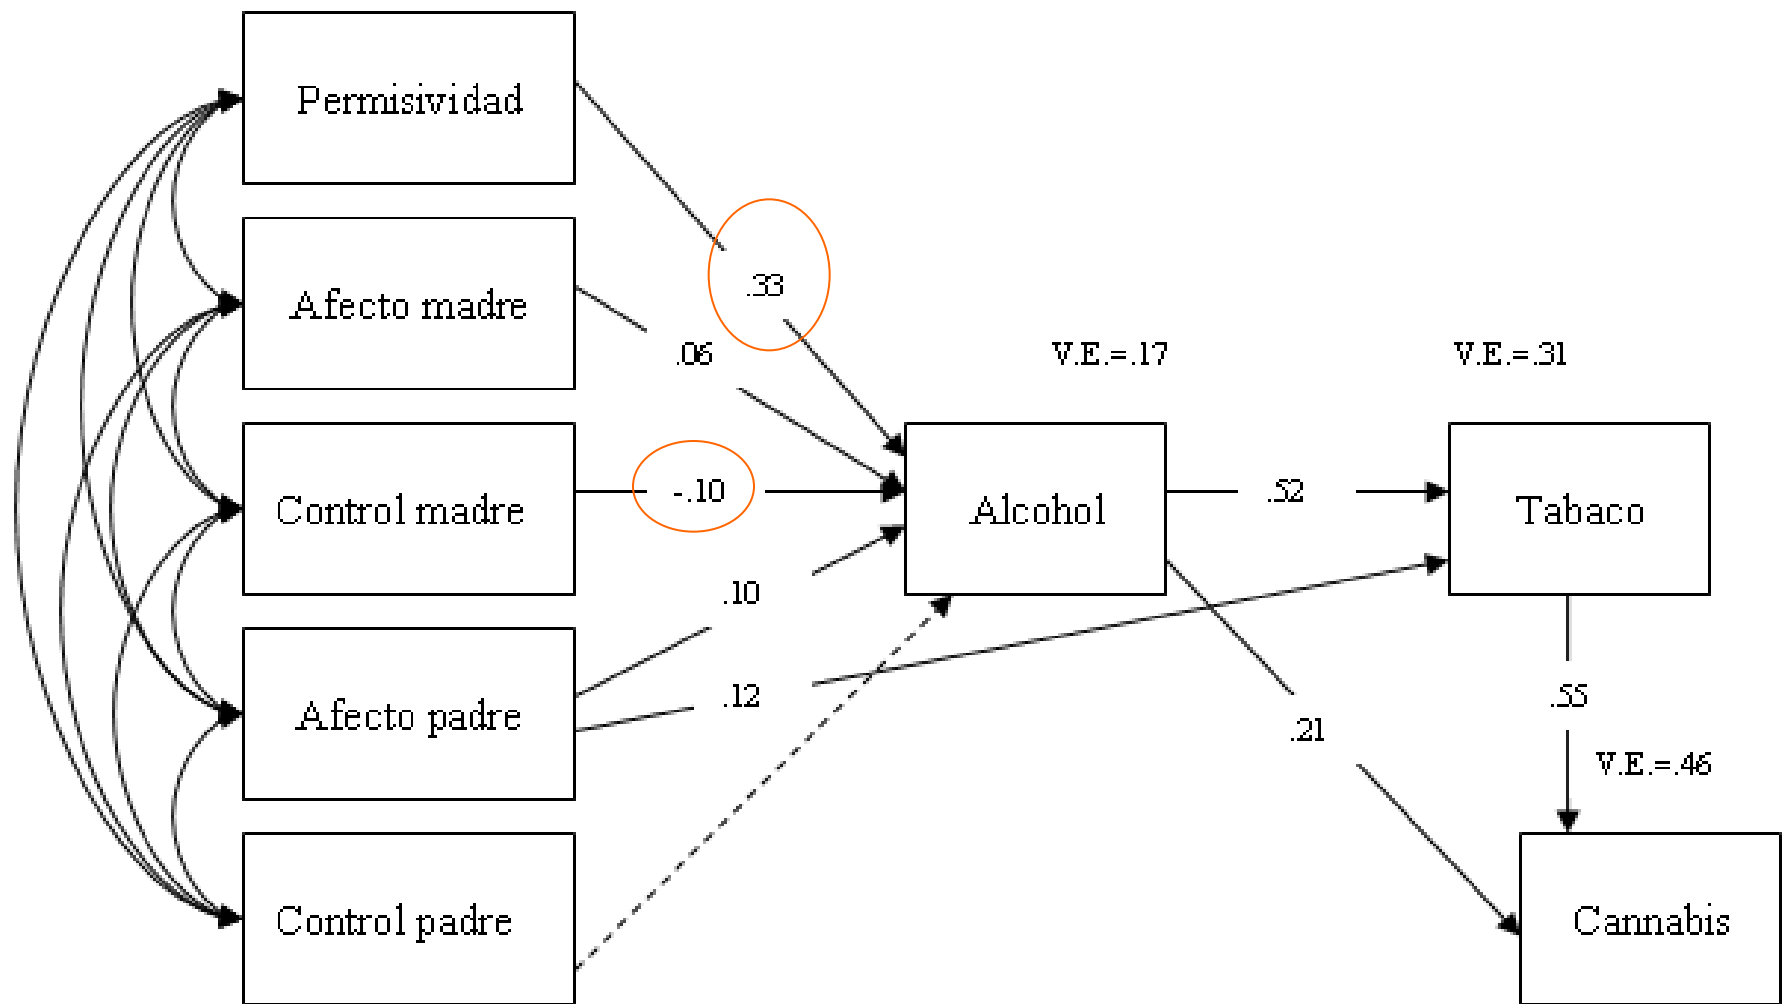 Permisividad
.33
Afecto madre
.06
V.E.=.17
V.E.=.31
Control madre
-.10
Alcohol
.52
Tabaco
.10
Afecto padre
.12
.21
.55
V.E.=.46
Control padre
Cannabis